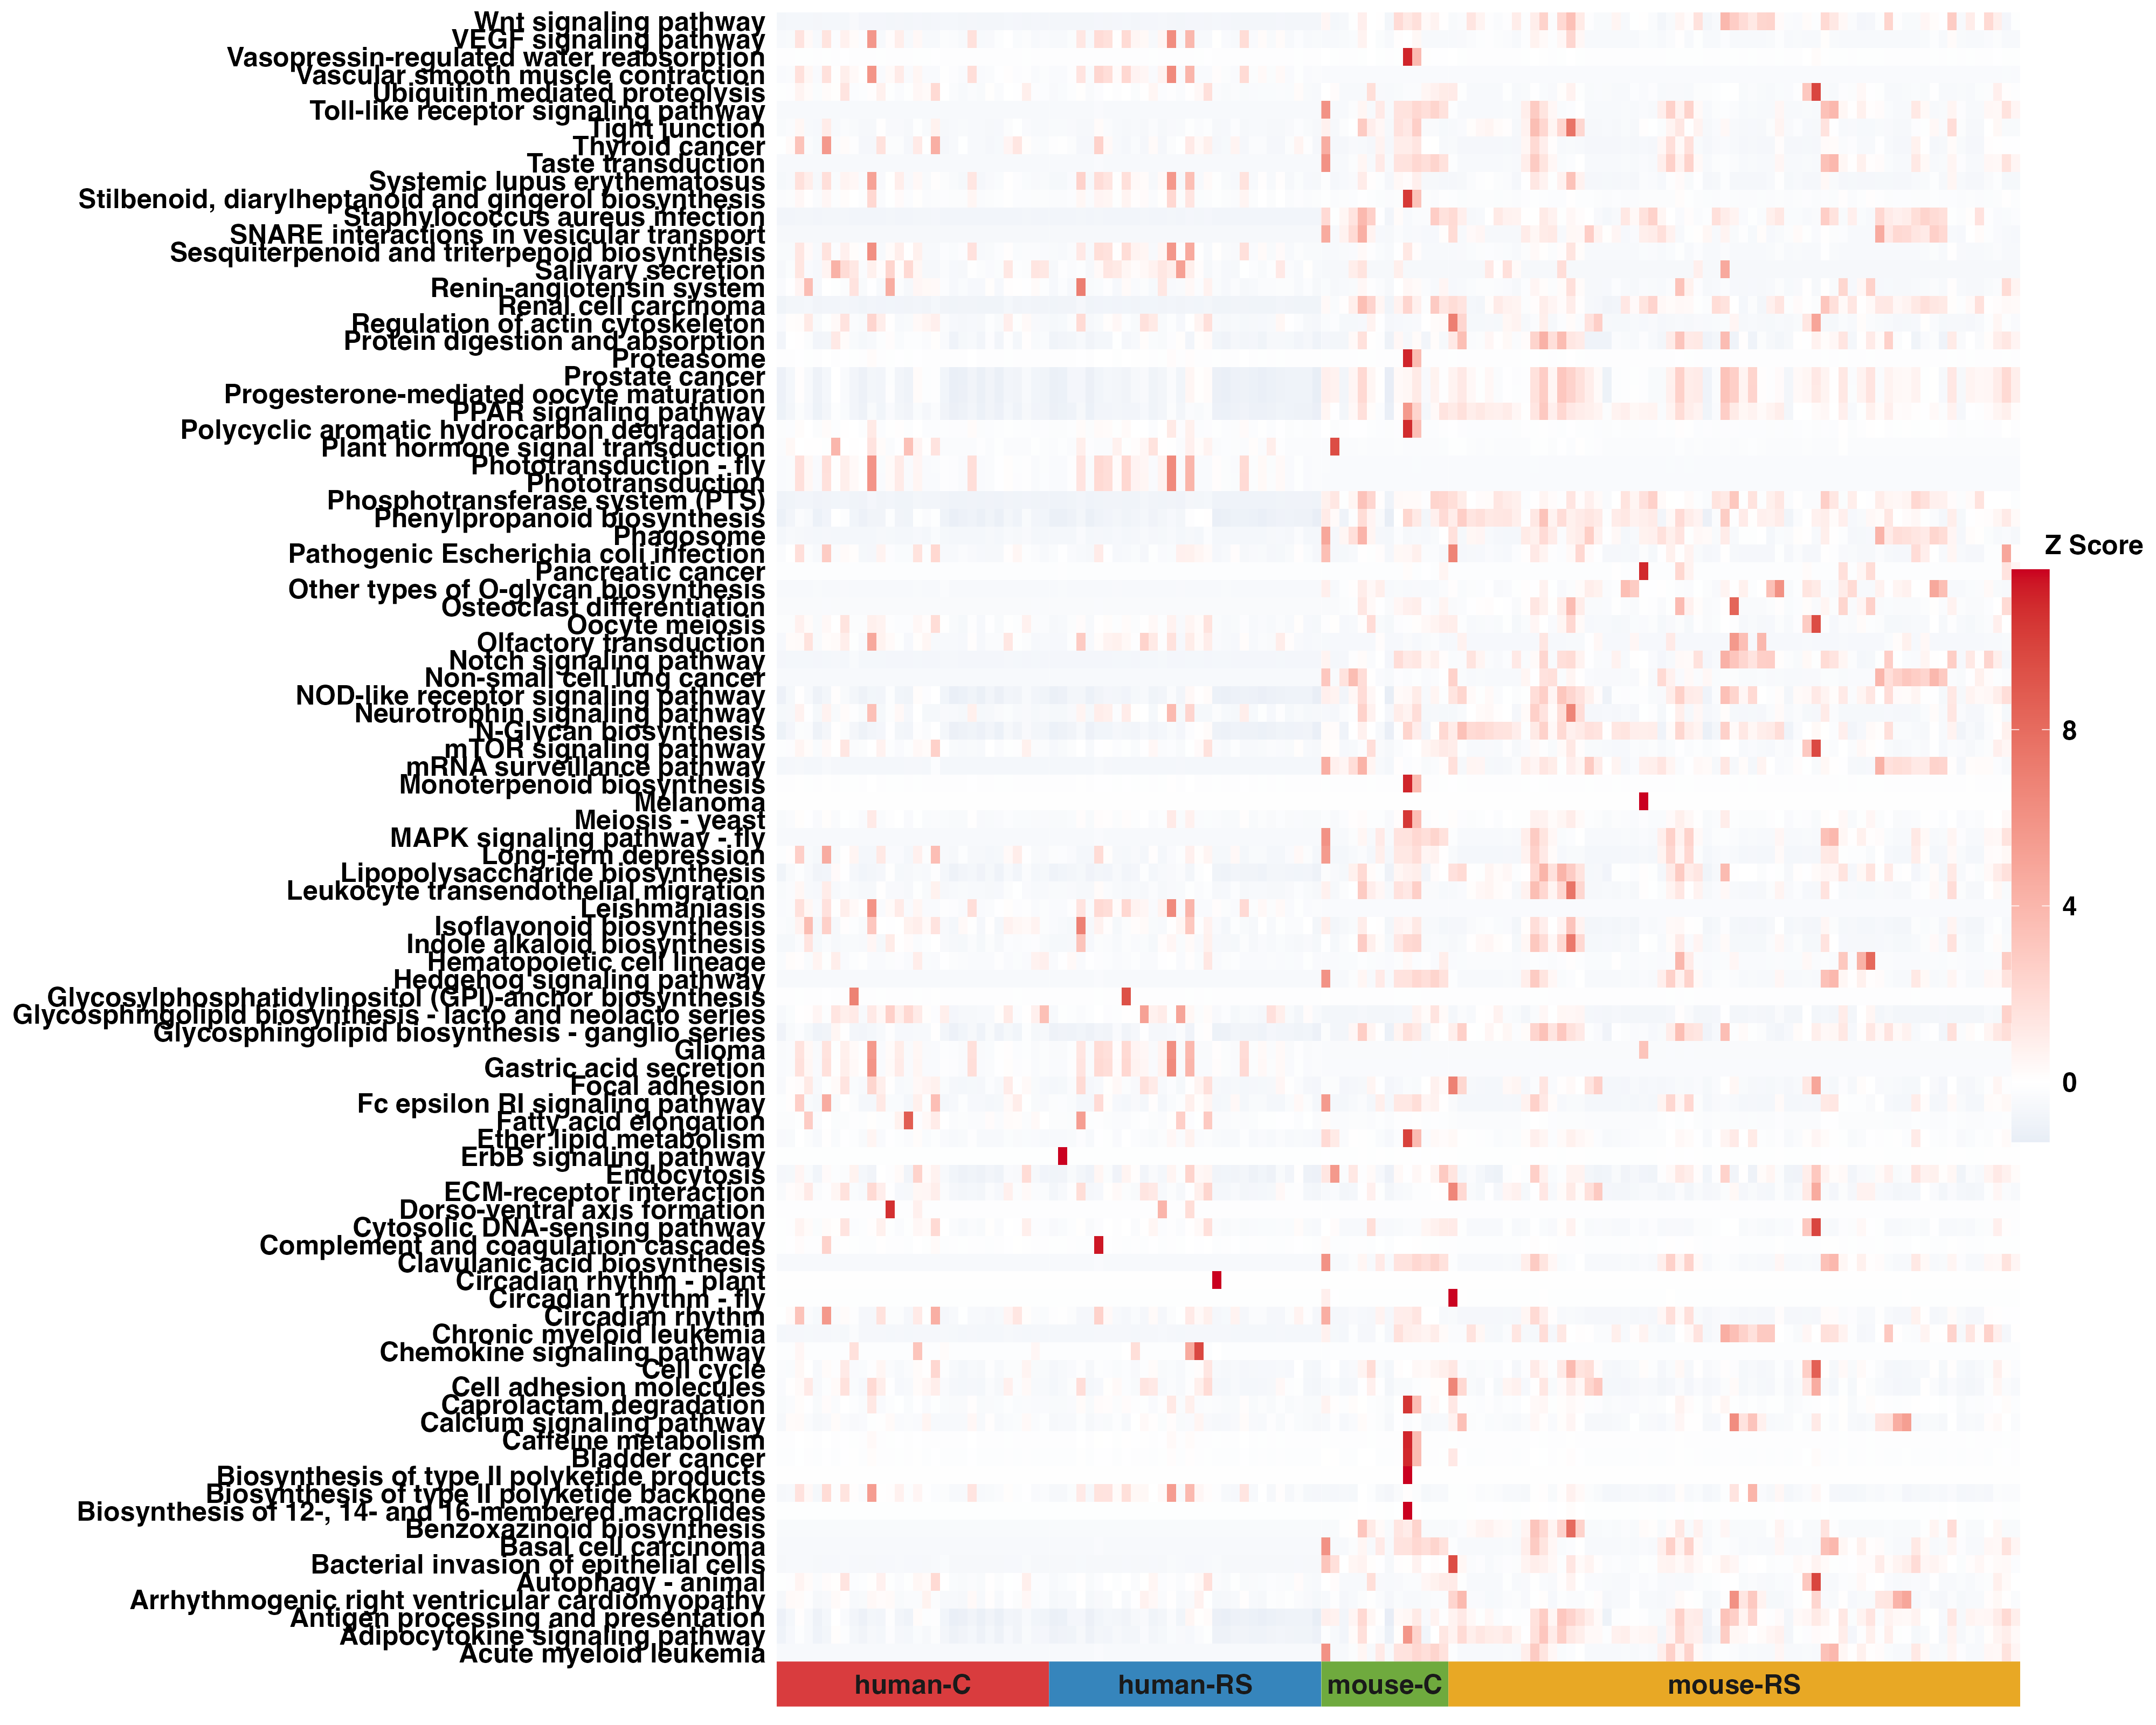 Wnt signaling pathway
VEGF signaling pathway
Vasopressin-regulated water reabsorption
Vascular smooth muscle contraction
Ubiquitin mediated proteolysis
Toll-like receptor signaling pathway
Tight junction
Thyroid cancer
Taste transduction
Systemic lupus erythematosus
Stilbenoid, diarylheptanoid and gingerol biosynthesis
Staphylococcus aureus infection
SNARE interactions in vesicular transport
Sesquiterpenoid and triterpenoid biosynthesis
Salivary secretion
Renin-angiotensin system
Renal cell carcinoma
Regulation of actin cytoskeleton
Protein digestion and absorption
Proteasome
Prostate cancer
Progesterone-mediated oocyte maturation
PPAR signaling pathway
Polycyclic aromatic hydrocarbon degradation
Plant hormone signal transduction
Phototransduction - fly
Phototransduction
Phosphotransferase system (PTS)
Phenylpropanoid biosynthesis
Phagosome
Pathogenic Escherichia coli infection
Pancreatic cancer
Other types of O-glycan biosynthesis
Osteoclast differentiation
Oocyte meiosis
Olfactory transduction
Notch signaling pathway
Non-small cell lung cancer
NOD-like receptor signaling pathway
Neurotrophin signaling pathway
N-Glycan biosynthesis
mTOR signaling pathway
mRNA surveillance pathway
Monoterpenoid biosynthesis
Melanoma
Meiosis - yeast
MAPK signaling pathway - fly
Long-term depression
Lipopolysaccharide biosynthesis
Leukocyte transendothelial migration
Leishmaniasis
Isoflavonoid biosynthesis
Indole alkaloid biosynthesis
Hematopoietic cell lineage
Hedgehog signaling pathway
Glycosylphosphatidylinositol (GPI)-anchor biosynthesis
Glycosphingolipid biosynthesis - lacto and neolacto series
Glycosphingolipid biosynthesis - ganglio series
Glioma
Gastric acid secretion
Focal adhesion
Fc epsilon RI signaling pathway
Fatty acid elongation
Ether lipid metabolism
ErbB signaling pathway
Endocytosis
ECM-receptor interaction
Dorso-ventral axis formation
Cytosolic DNA-sensing pathway
Complement and coagulation cascades
Clavulanic acid biosynthesis
Circadian rhythm - plant
Circadian rhythm - fly
Circadian rhythm
Chronic myeloid leukemia
Chemokine signaling pathway
Cell cycle
Cell adhesion molecules
Caprolactam degradation
Calcium signaling pathway
Caffeine metabolism
Bladder cancer
Biosynthesis of type II polyketide products
Biosynthesis of type II polyketide backbone
Biosynthesis of 12-, 14- and 16-membered macrolides
Benzoxazinoid biosynthesis
Basal cell carcinoma
Bacterial invasion of epithelial cells
Autophagy - animal
Arrhythmogenic right ventricular cardiomyopathy
Antigen processing and presentation
Adipocytokine signaling pathway
Acute myeloid leukemia
human-C
human-RS
mouse-C
mouse-RS
Z Score
8
4
0